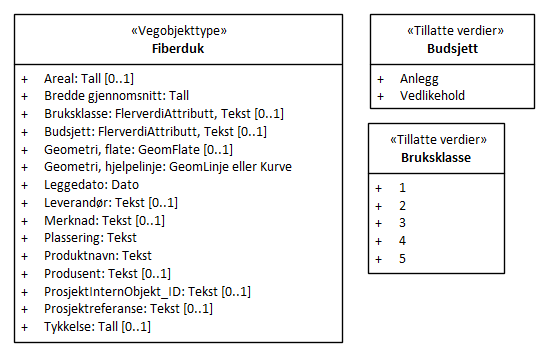 «Vegobjekttype»
Fiberduk
+ Areal: Tall [0..1]
+ Bredde gjennomsnitt: Tall
+ Bruksklasse: FlerverdiAttributt, Tekst [0..1]
+ Budsjett: FlerverdiAttributt, Tekst [0..1]
+ Geometri, flate: GeomFlate [0..1]
+ Geometri, hjelpelinje: GeomLinje eller Kurve
+ Leggedato: Dato
+ Leverandør: Tekst [0..1]
+ Merknad: Tekst [0..1]
+ Plassering: Tekst
+ Produktnavn: Tekst
+ Produsent: Tekst [0..1]
+ ProsjektInternObjekt_ID: Tekst [0..1]
+ Prosjektreferanse: Tekst [0..1]
+ Tykkelse: Tall [0..1]
«Tillatte verdier»
Budsjett
+ Anlegg
+ Vedlikehold
«Tillatte verdier»
Bruksklasse
+ 1
+ 2
+ 3
+ 4
+ 5